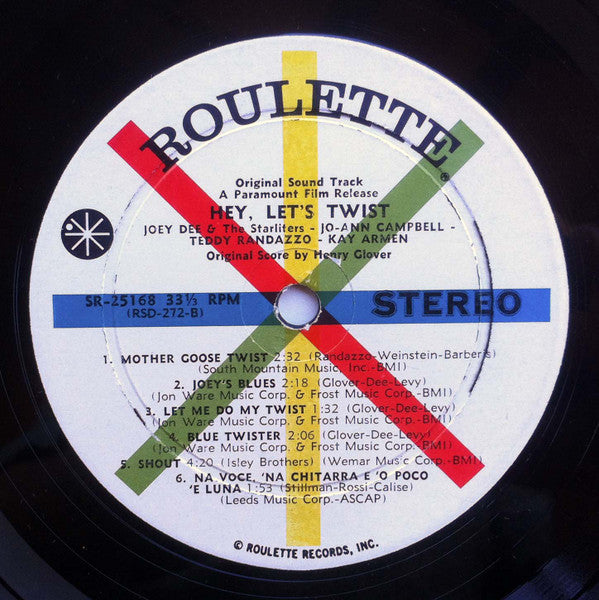 ROULETTE®
Original Sound Track
A Paramount Film Release
HEY, LET'S TWIST
JOEY DEE & The Starliters - JO-ANN CAMPBELL -
TEDDY RANDAZZO - KAY ARMEN
Original Score by Henry Glover
SR-25168 33⅓ RPM STEREO
(RSD-272-B)
1. MOTHER GOOSE TWIST 2:32 (Randazzo-Weinstein-Barberis)
(South Mountain Music, Inc.-BMI)
2. JOEY'S BLUES 2:18 (Glover-Dee-Levy)
(Jon Ware Music Corp. & Frost Music Corp.-BMI)
3. LET ME DO MY TWIST 1:32 (Glover-Dee-Levy)
(Jon Ware Music Corp. & Frost Music Corp.-BMI)
4. BLUE TWISTER 2:06 (Glover-Dee-Levy)
(Jon Ware Music Corp. & Frost Music Corp.-BMI)
5. SHOUT 4:20 (Isley Brothers) (Wemar Music Corp.-BMI)
6. NA VOCE, 'NA CHITARRA E 'O POCO
'E LUNA 1:53 (Stillman-Rossi-Calise)
(Leeds Music Corp.-ASCAP)
© ROULETTE RECORDS, INC.